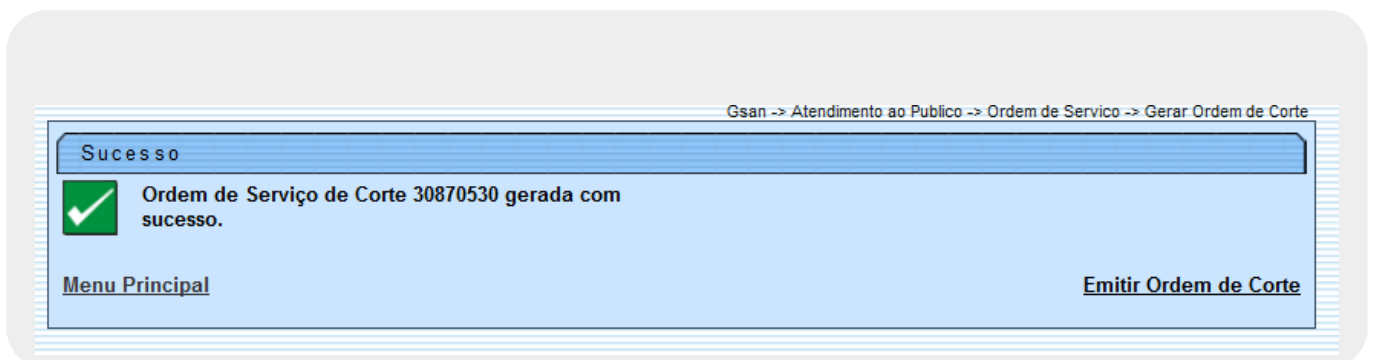 Gsan -> Atendimento ao Publico -> Ordem de Servico -> Gerar Ordem de Corte
Sucesso
Ordem de Serviço de Corte 30870530 gerada com
sucesso.
Menu Principal
Emitir Ordem de Corte